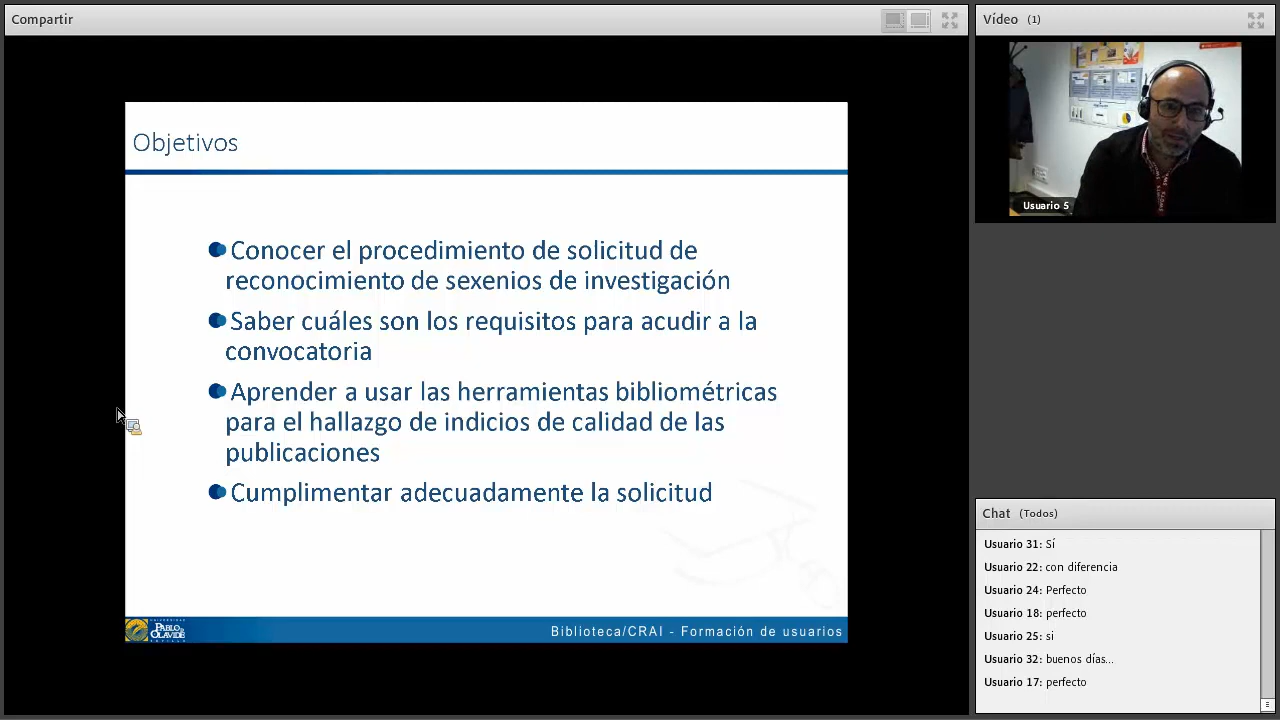 Compartir
Objetivos
Conocer el procedimiento de solicitud de
reconocimiento de sexenios de investigación
Saber cuáles son los requisitos para acudir a la
convocatoria
Aprender a usar las herramientas bibliométricas
para el hallazgo de indicios de calidad de las
publicaciones
Cumplimentar adecuadamente la solicitud
PABLO
OLAVIDE
Biblioteca/CRAI - Formación de usuarios
Vídeo (1)
Usuario 5
Chat (Todos)
Usuario 31: Sí
Usuario 22: con diferencia
Usuario 24: Perfecto
Usuario 18: perfecto
Usuario 25: si
Usuario 32: buenos días...
Usuario 17: perfecto